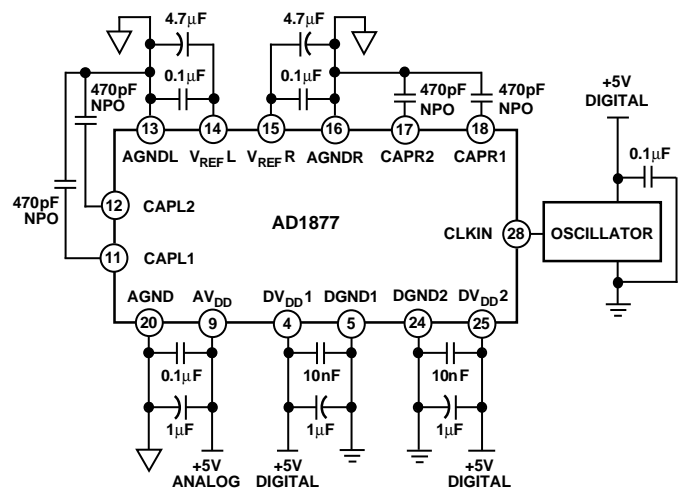 4.7μF
4.7μF
0.1μF
0.1μF
470pF
NPO
470pF
NPO
470pF
NPO
+5V
DIGITAL
0.1μF
13
14
15
16
17
18
AGNDL
VREFL
VREFR
AGNDR
CAPR2
CAPR1
470pF
NPO
12
CAPL2
AD1877
CLKIN
28
OSCILLATOR
11
CAPL1
AGND
AVDD
DVDD1
DGND1
DGND2
DVDD2
20
9
4
5
24
25
0.1μF
10nF
10nF
1μF
1μF
1μF
+5V
ANALOG
+5V
DIGITAL
+5V
DIGITAL